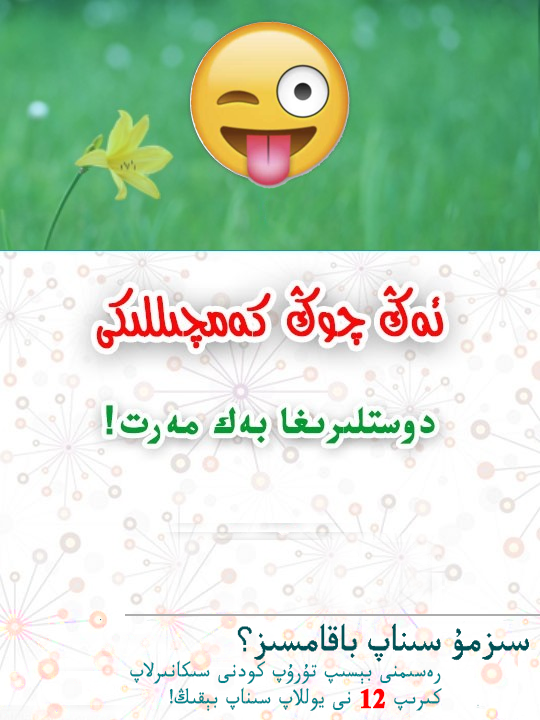 ئەڭ چوڭ كەمچىللىكى
دوستلىرىغا بەك مەرت!
سىزمۇ سىناپ باقامسىز؟
رەسىمنى بېسىپ تۇرۇپ كودنى سىكانىرلاپ
كىرىپ 12 نى يوللاپ سىناپ بېقىڭ!